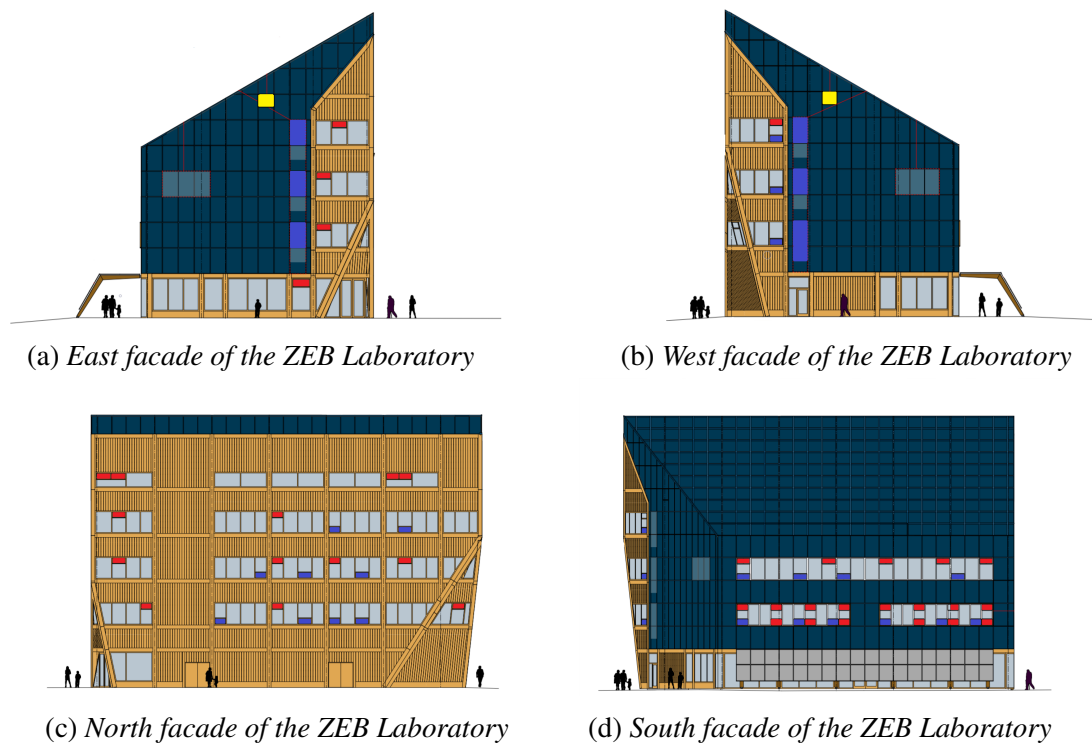 (a) East facade of the ZEB Laboratory
(b) West facade of the ZEB Laboratory
(c) North facade of the ZEB Laboratory
(d) South facade of the ZEB Laboratory